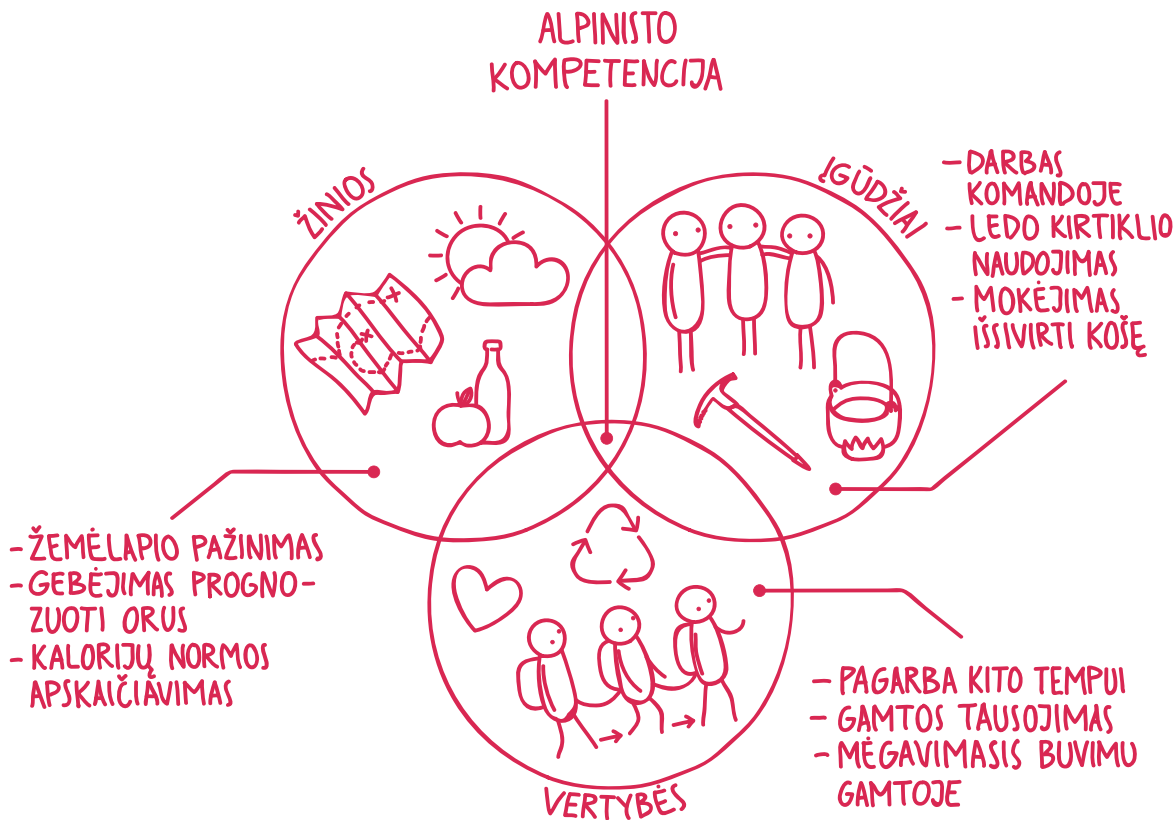 ALPINISTO
KOMPETENCIJA
ŽINIOS
ĮGŪDŽIAI
– DARBAS
KOMANDOJE
– LEDO KIRTIKLIO
NAUDOJIMAS
– MOKĖJIMAS
IŠSIVIRTI KOŠĘ
– ŽEMĖLAPIO PAŽINIMAS
– GEBĖJIMAS PROGNO–
ZUOTI ORUS
– KALORIJŲ NORMOS
APSKAIČIAVIMAS
– PAGARBA KITO TEMPUI
– GAMTOS TAUSOJIMAS
– MĖGAVIMASIS BUVIMU
GAMTOJE
VERTYBĖS